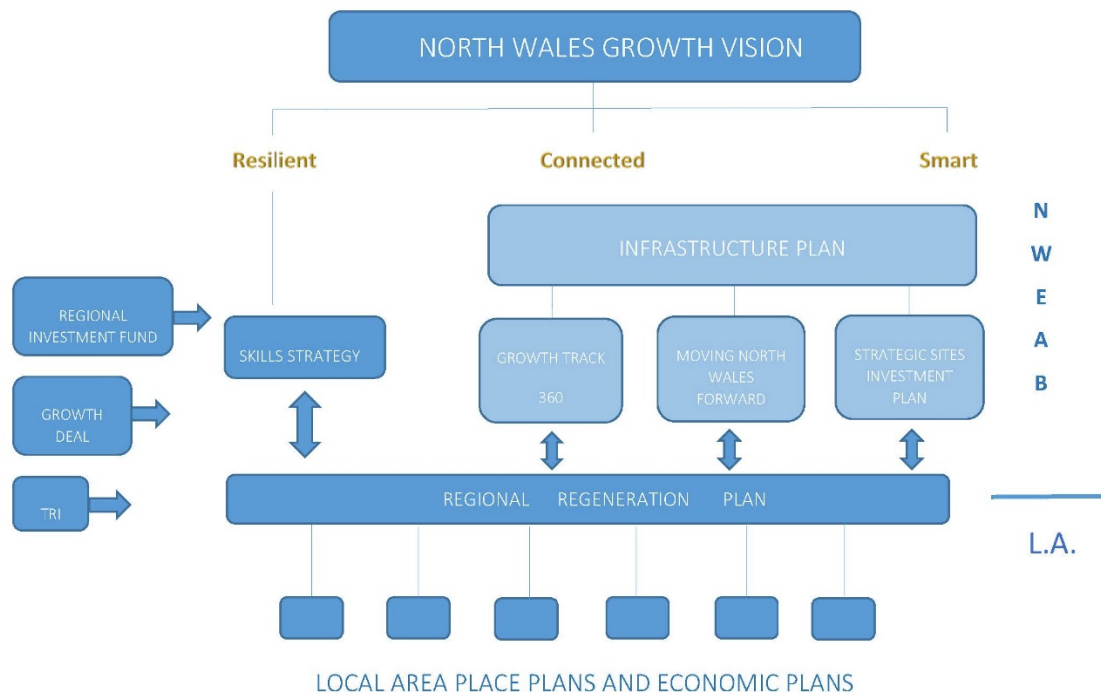 NORTH WALES GROWTH VISION
Resilient
Connected
Smart
INFRASTRUCTURE PLAN
N
W
E
A
B
REGIONAL
INVESTMENT FUND
SKILLS STRATEGY
GROWTH TRACK
360
MOVING NORTH
WALES
FORWARD
STRATEGIC SITES
INVESTMENT
PLAN
GROWTH
DEAL
TRI
REGIONAL REGENERATION PLAN
L.A.
LOCAL AREA PLACE PLANS AND ECONOMIC PLANS